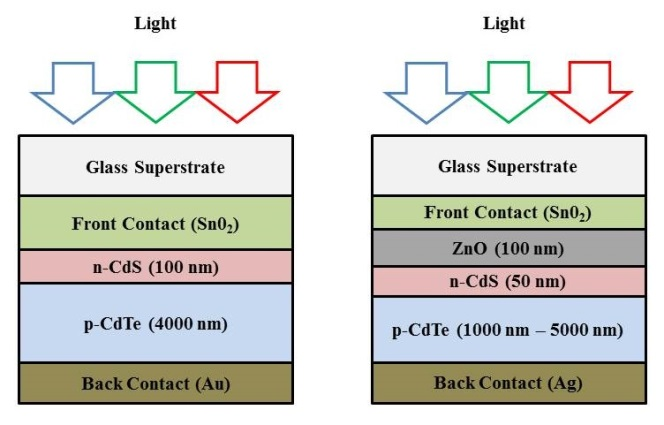 Light
Glass Superstrate
Front Contact (Sn0₂)
n-CdS (100 nm)
p-CdTe (4000 nm)
Back Contact (Au)
Light
Glass Superstrate
Front Contact (Sn0₂)
ZnO (100 nm)
n-CdS (50 nm)
p-CdTe (1000 nm – 5000 nm)
Back Contact (Ag)